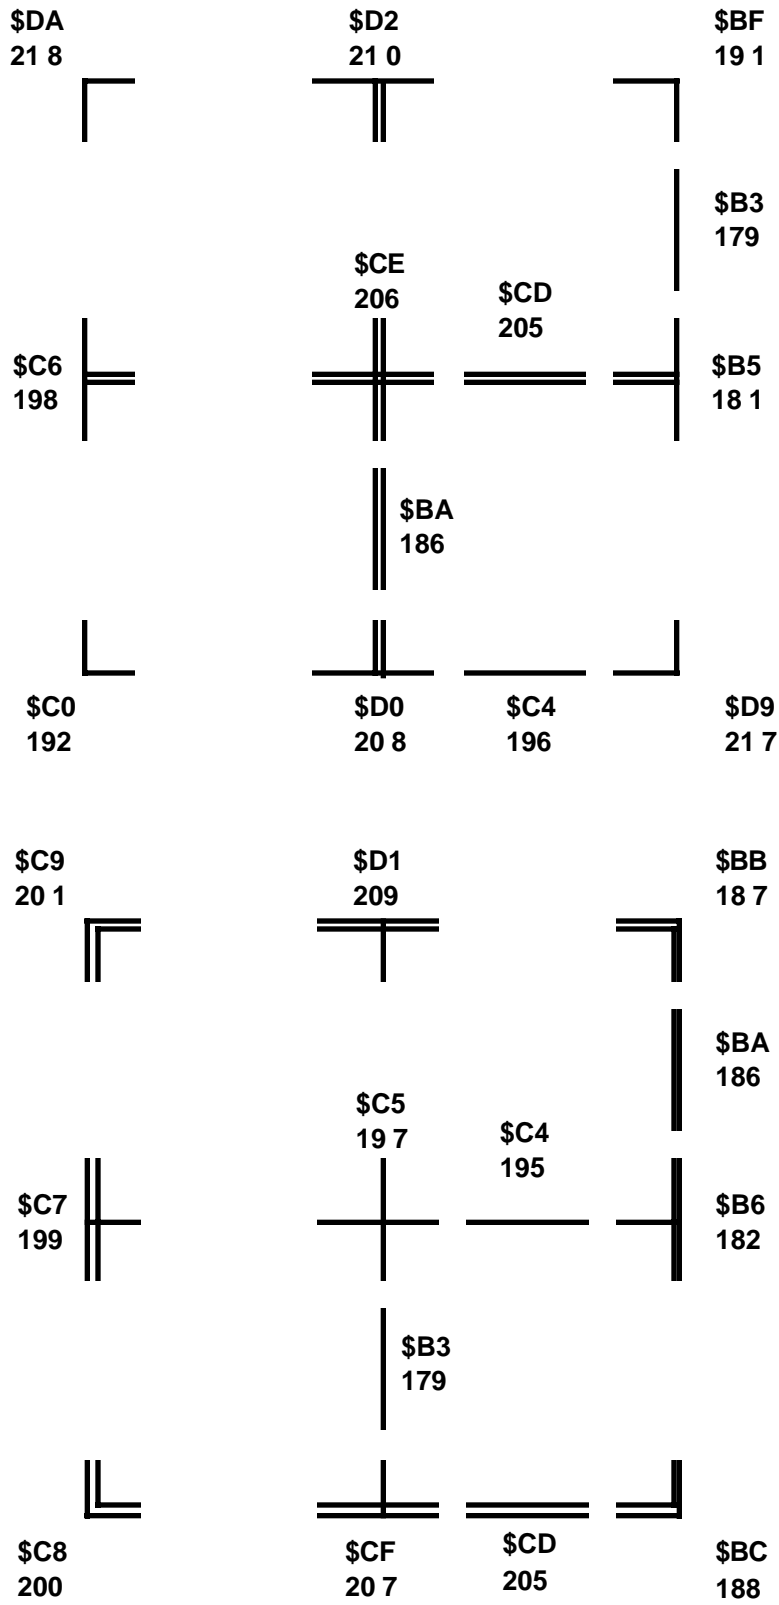 $DA
21 8
$D2
21 0
$BF
19 1
$B3
179
$CE
206
$CD
205
$C6
198
$B5
18 1
$BA
186
$C0
192
$D0
20 8
$C4
196
$D9
21 7
$C9
20 1
$D1
209
$BB
18 7
$BA
186
$C5
19 7
$C4
195
$C7
199
$B6
182
$B3
179
$C8
200
$CF
20 7
$CD
205
$BC
188